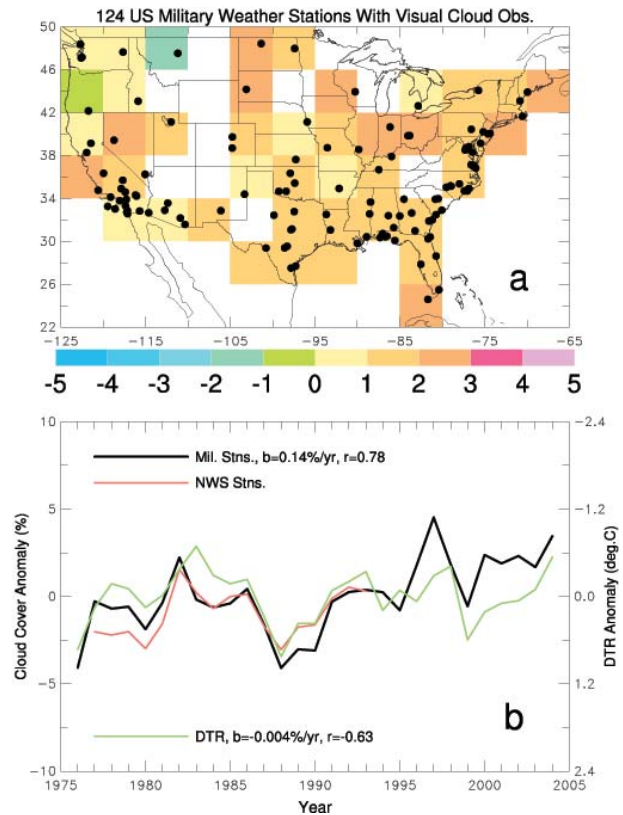 124 US Military Weather Stations With Visual Cloud Obs.
50
46
42
38
34
30
26
22
a
-125 -115 -105 -95 -85 -75 -65
-5 -4 -3 -2 -1 0 1 2 3 4 5
10
5
0
-5
-10
Cloud Cover Anomaly (%)
Mil. Stns., b=0.14%/yr, r=0.78
NWS Stns.
DTR, b=-0.004%/yr, r=-0.63
b
-2.4
-1.2
0.0
1.2
2.4
DTR Anomaly (deg.C)
1975 1980 1985 1990 1995 2000 2005
Year